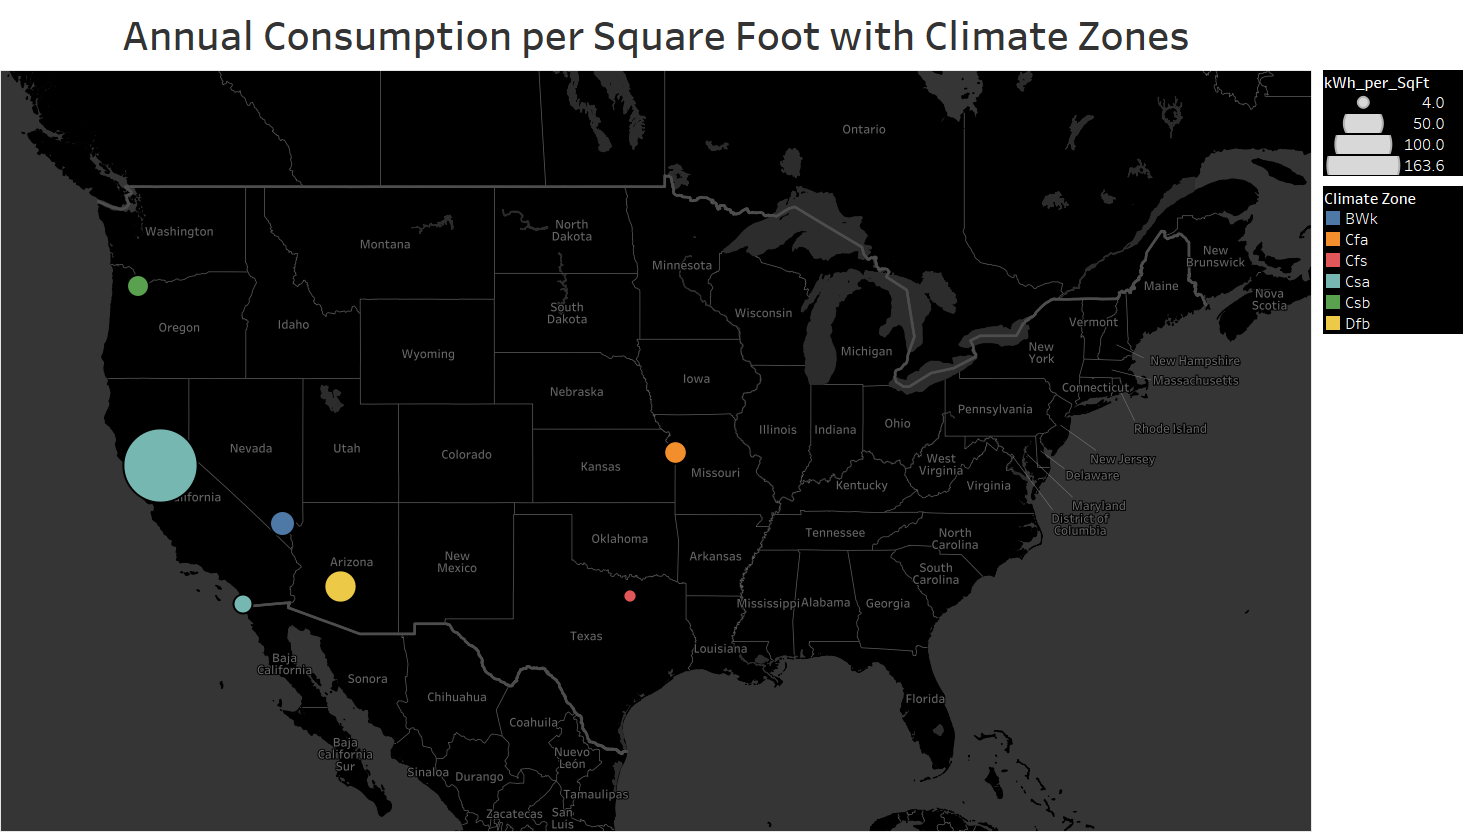 Annual Consumption per Square Foot with Climate Zones
kWh_per_SqFt
4.0
50.0
100.0
163.6
Climate Zone
BWk
Cfa
Cfs
Csa
Csb
Dfb
Ontario
Washington
Montana
North
Dakota
Minnesota
New
Brunswick
Maine
Nova
Scotia
Oregon
Idaho
South
Dakota
Wisconsin
Vermont
Wyoming
Michigan
New
York
New Hampshire
Massachusetts
Iowa
Nebraska
Connecticut
Pennsylvania
Rhode Island
Illinois
Indiana
Ohio
Nevada
Utah
Colorado
Kansas
Missouri
West
Virginia
New Jersey
Delaware
Kentucky
Virginia
ifornia
Maryland
District of
Columbia
Oklahoma
Tennessee
North
Carolina
Arizona
New
Mexico
Arkansas
South
Carolina
Mississippi
Alabama
Georgia
Texas
Louisiana
Baja
California
Sonora
Chihuahua
Florida
Coahuila
Baja
California
Sur
Nuevo
León
Sinaloa
Durango
Tamaulipas
Zacatecas
San
Luis